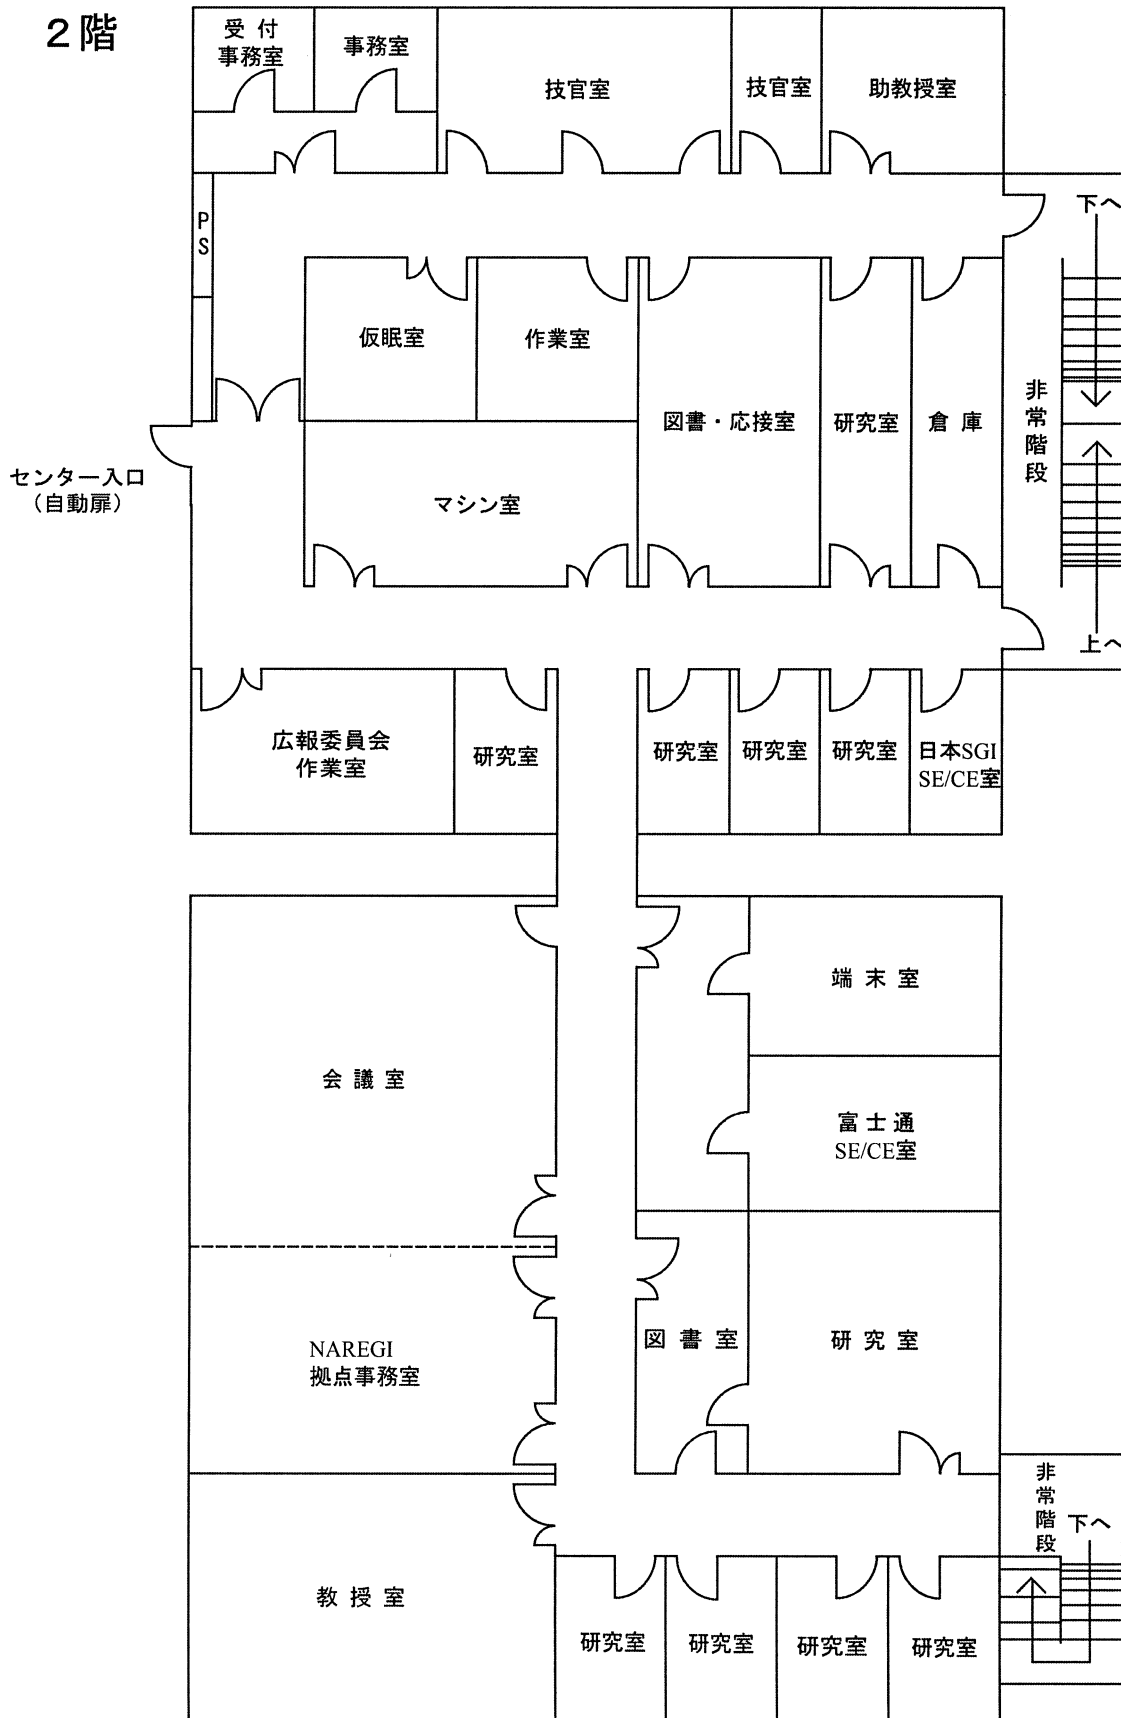 2階
受付
事務室
事務室
技官室
技官室
助教授室
PS
下へ
仮眠室
作業室
図書・応接室
研究室
倉庫
非常階段
センター入口
（自動扉）
マシン室
上へ
広報委員会
作業室
研究室
研究室
研究室
研究室
日本SGI
SE/CE室
端末室
会議室
富士通
SE/CE室
図書室
研究室
NAREGI
拠点事務室
非常階段
下へ
教授室
研究室
研究室
研究室
研究室